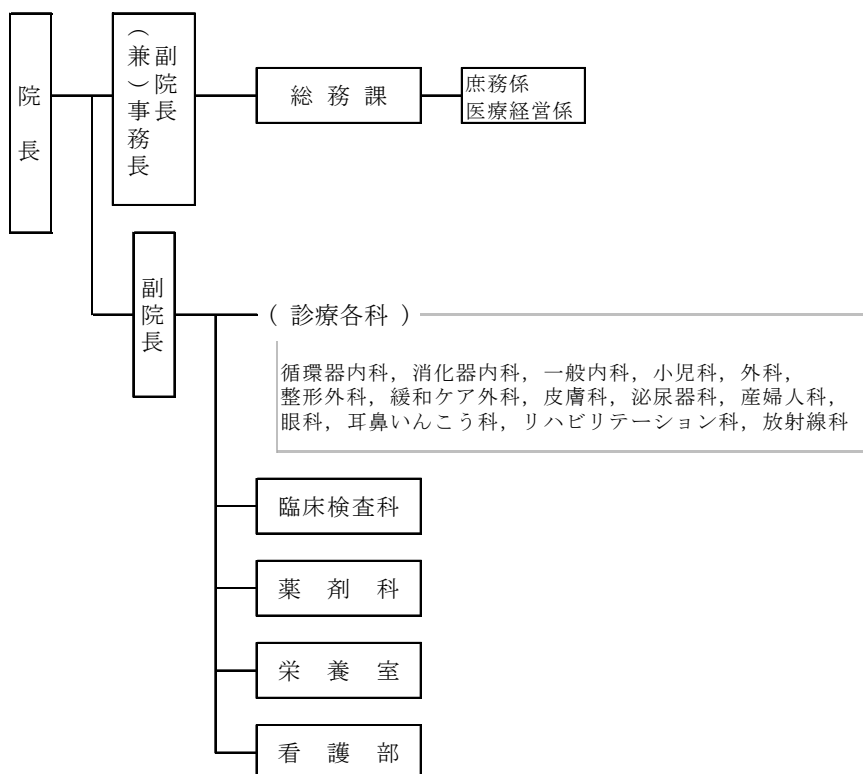 院長
副院長
(兼)事務長
総務課
庶務係
医療経営係
副院長
(診療各科)
循環器内科, 消化器内科, 一般内科, 小児科, 外科,
整形外科, 緩和ケア外科, 皮膚科, 泌尿器科, 産婦人科,
眼科, 耳鼻いんこう科, リハビリテーション科, 放射線科
臨床検査科
薬剤科
栄養室
看護部